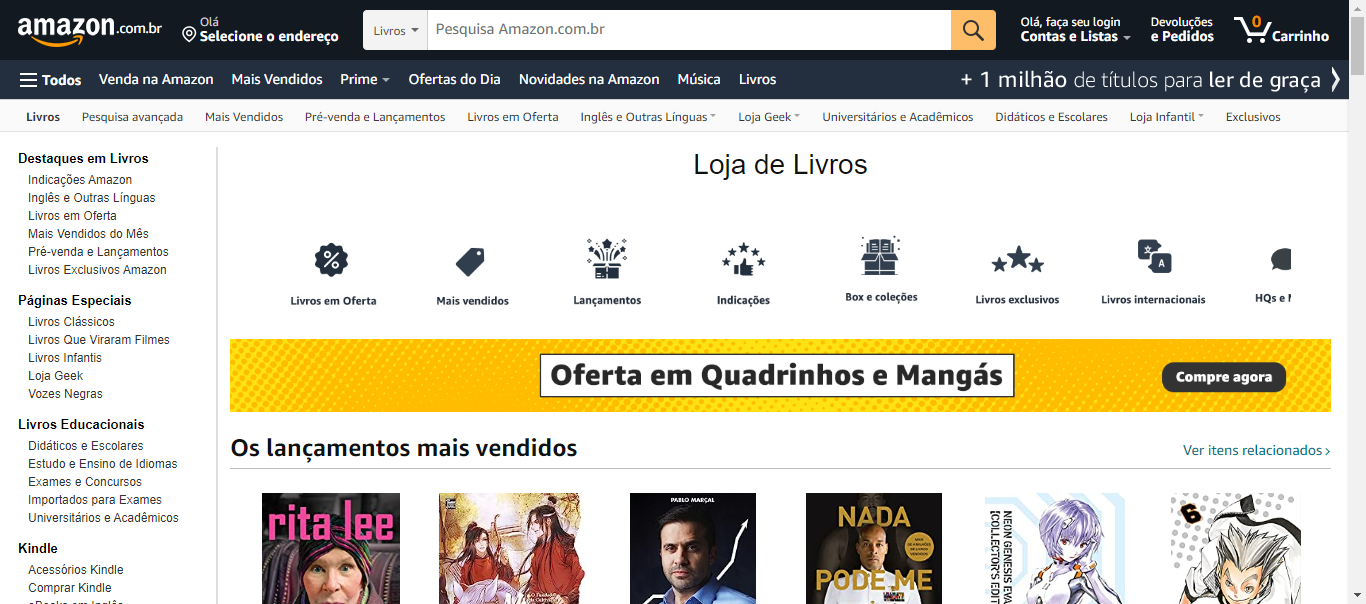 amazon.com.br
Olá
Selecione o endereço
Livros
Pesquisa Amazon.com.br
Olá, faça seu login
Contas e Listas
Devoluções
e Pedidos
0
Carrinho
Todos
Venda na Amazon
Mais Vendidos
Prime
Ofertas do Dia
Novidades na Amazon
Música
Livros
+ 1 milhão de títulos para ler de graça
Livros
Pesquisa avançada
Mais Vendidos
Pré-venda e Lançamentos
Livros em Oferta
Inglês e Outras Línguas
Loja Geek
Universitários e Acadêmicos
Didáticos e Escolares
Loja Infantil
Exclusivos
Destaques em Livros
Indicações Amazon
Inglês e Outras Línguas
Livros em Oferta
Mais Vendidos do Mês
Pré-venda e Lançamentos
Livros Exclusivos Amazon
Páginas Especiais
Livros Clássicos
Livros Que Viraram Filmes
Livros Infantis
Loja Geek
Vozes Negras
Livros Educacionais
Didáticos e Escolares
Estudo e Ensino de Idiomas
Exames e Concursos
Importados para Exames
Universitários e Acadêmicos
Kindle
Acessórios Kindle
Comprar Kindle
eBooks em Inglês
Loja de Livros
Livros em Oferta
Mais vendidos
Lançamentos
Indicações
Box e coleções
Livros exclusivos
Livros internacionais
HQs e
Oferta em Quadrinhos e Mangás
Compre agora
Os lançamentos mais vendidos
Ver itens relacionados ›
rita lee
PABLO MARÇAL
NADA
PODE ME
NEON GENESIS EVA
[COLLECTOR'S EDIT
6